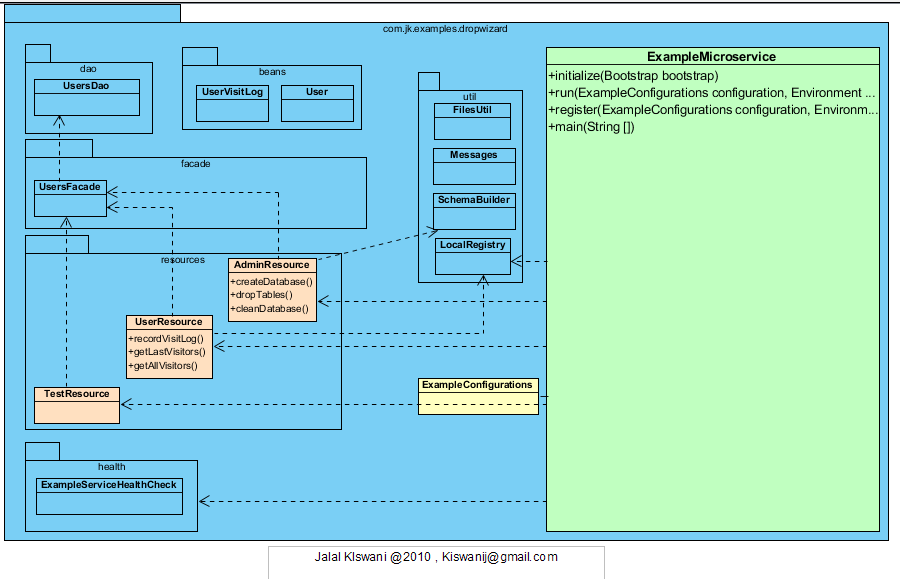 com.jk.examples.dropwizard
dao
UsersDao
beans
UserVisitLog
User
util
FilesUtil
Messages
SchemaBuilder
LocalRegistry
ExampleMicroservice
+initialize(Bootstrap bootstrap)
+run(ExampleConfigurations configuration, Environment ...
+register(ExampleConfigurations configuration, Environm...
+main(String [])
facade
UsersFacade
resources
AdminResource
+createDatabase()
+dropTables()
+cleanDatabase()
UserResource
+recordVisitLog()
+getLastVisitors()
+getAllVisitors()
TestResource
ExampleConfigurations
health
ExampleServiceHealthCheck
Jalal KIswani @2010 , Kiswanij@gmail.com